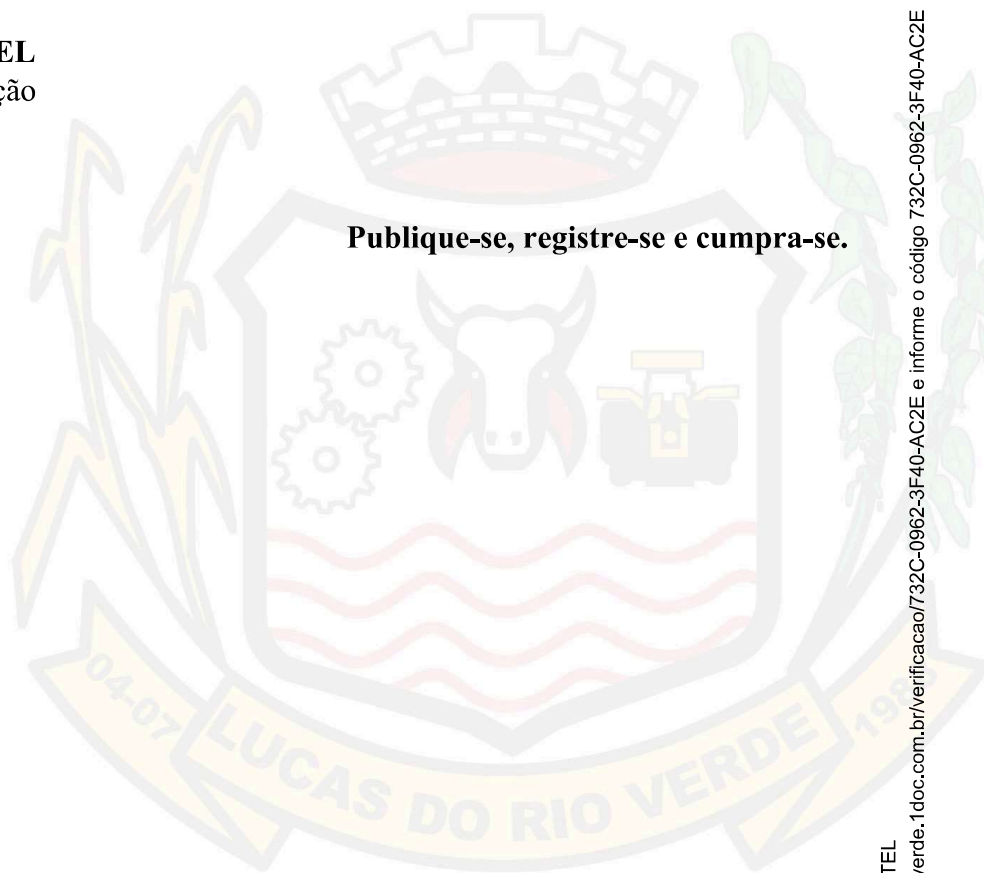 EL
ção
Publique-se, registre-se e cumpra-se.
04-07
LUCAS DO RIO VERDE
1988
TEL
verde.1doc.com.br/verificacao/732C-0962-3F40-AC2E e informe o código 732C-0962-3F40-AC2E